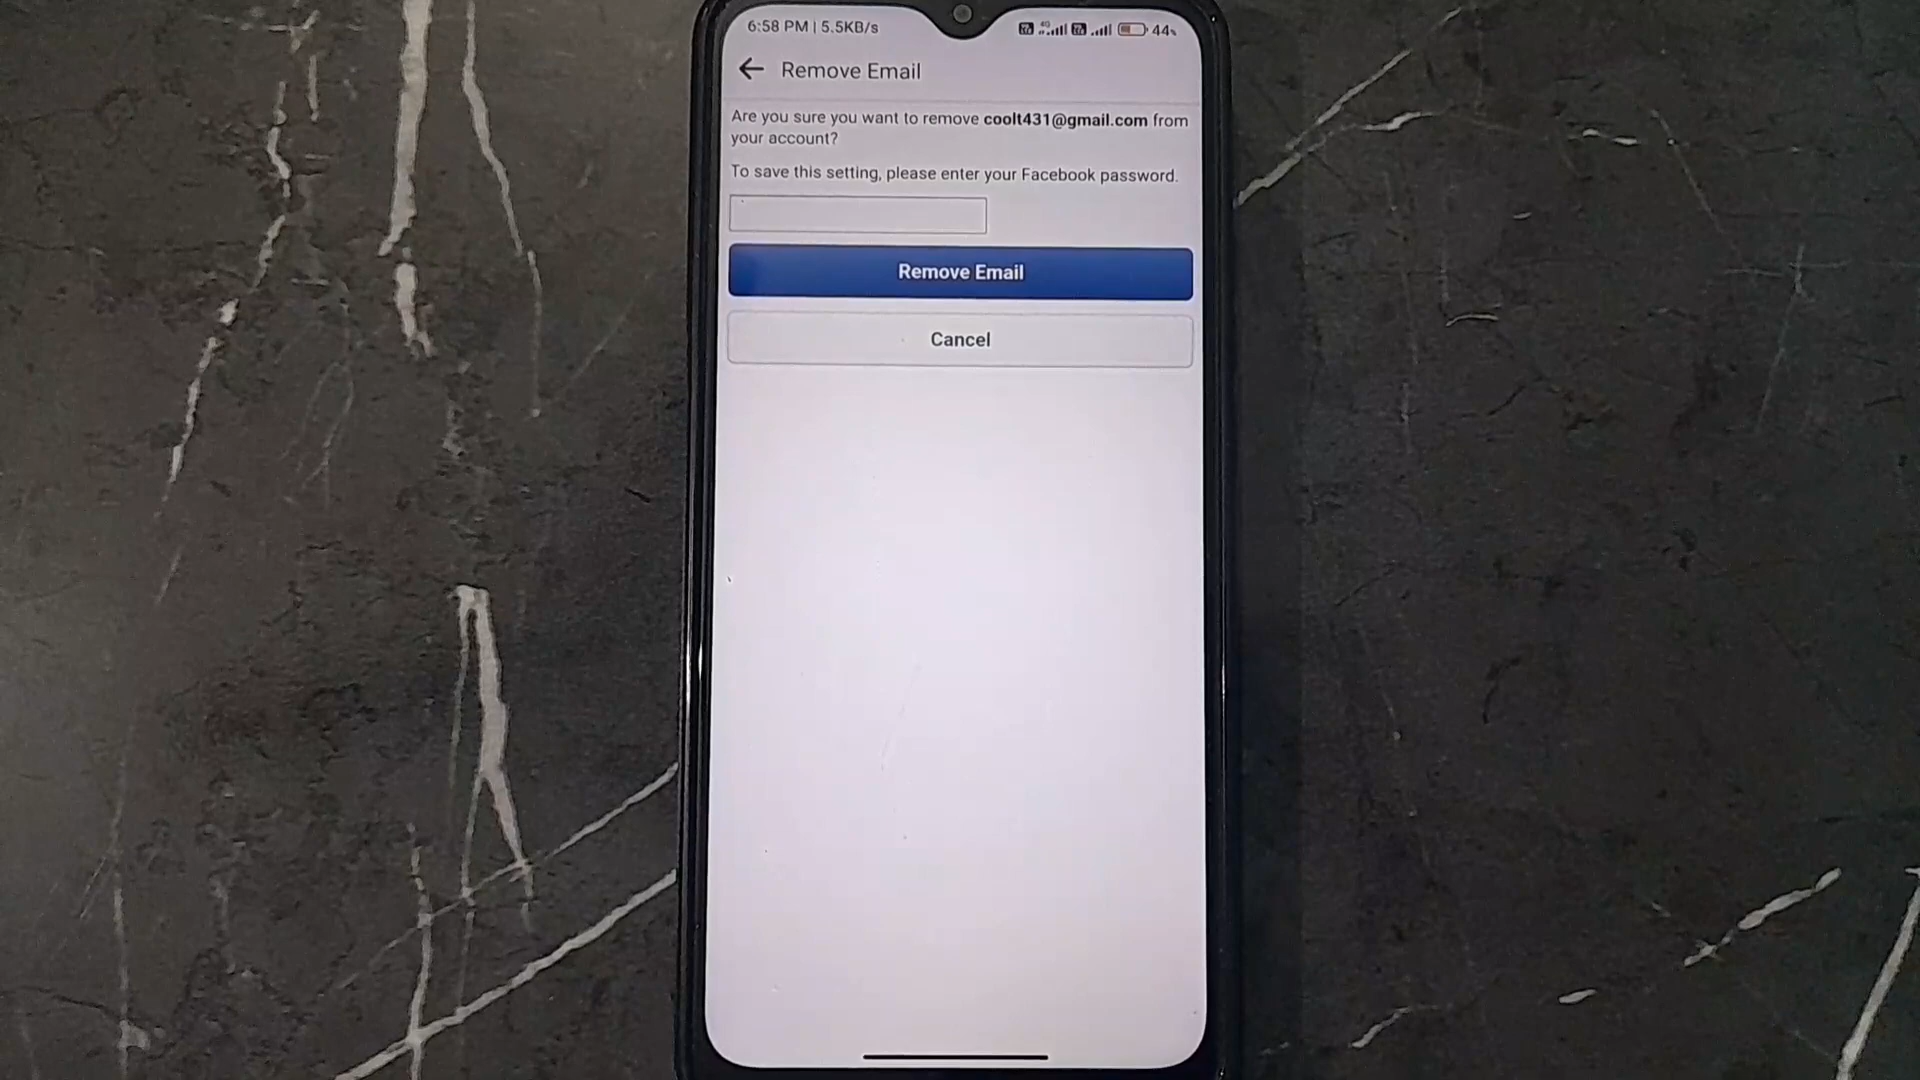 6:58 PM | 5.5KB/s 44%
Remove Email
Are you sure you want to remove coolt431@gmail.com from
your account?
To save this setting, please enter your Facebook password.
Remove Email
Cancel